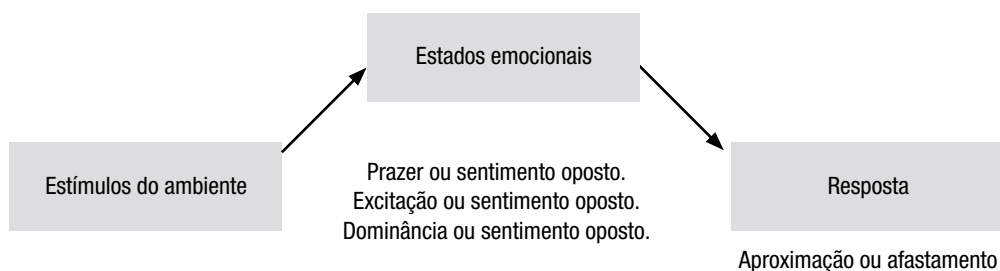 Estados emocionais
Estímulos do ambiente
Prazer ou sentimento oposto.
Excitação ou sentimento oposto.
Dominância ou sentimento oposto.
Resposta
Aproximação ou afastamento